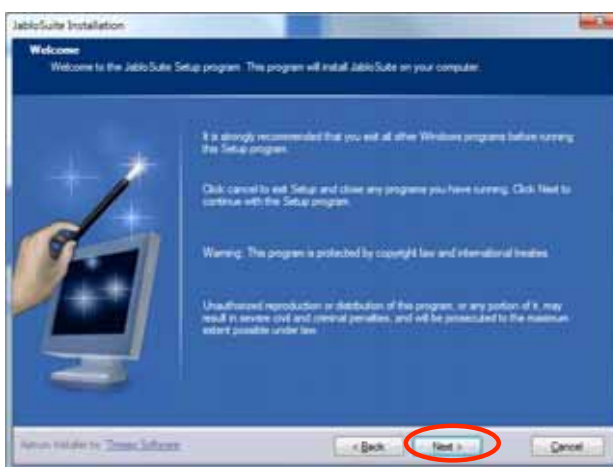 JabloSuite Installation
Welcome
Welcome to the JabloSuite Setup program. This program will install JabloSuite on your computer.
It is strongly recommended that you exit all other Windows programs before running
this Setup program.
Click cancel to exit Setup and close any programs you have running. Click Next to
continue with the Setup program.
Warning: This program is protected by copyright law and international treaties.
Unauthorized reproduction or distribution of this program, or any portion of it, may
result in severe civil and criminal penalties, and will be prosecuted to the maximum
extent possible under law.
Installer by Software
< Back
Next >
Cancel